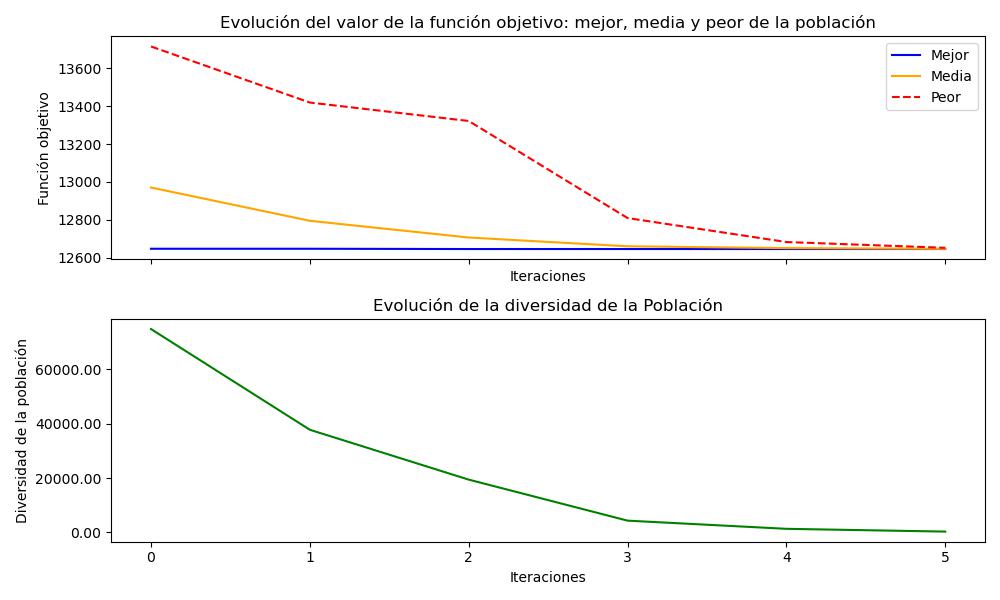 Evolución del valor de la función objetivo: mejor, media y peor de la población
Función objetivo
13600
13400
13200
13000
12800
12600
Mejor
Media
Peor
Iteraciones
Evolución de la diversidad de la Población
Diversidad de la población
60000.00
40000.00
20000.00
0.00
0 1 2 3 4 5
Iteraciones